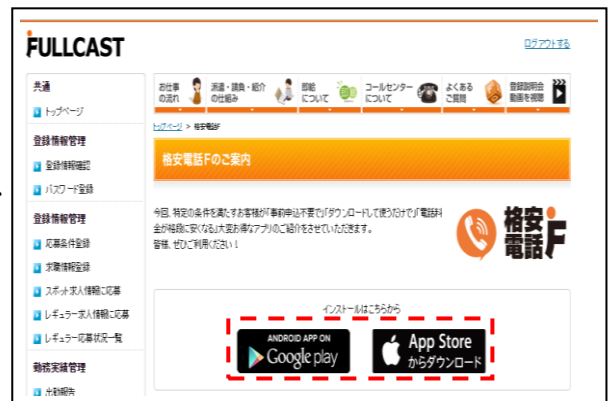 FULLCAST
ログアウトする
共通
トップページ
登録情報管理
登録情報確認
パスワード登録
登録情報管理
応募条件登録
求職情報登録
スポット求人情報に応募
レギュラー求人情報に応募
レギュラー応募状況一覧
勤務実績管理
出勤報告
お仕事
の流れ
派遣・請負・紹介
の仕組み
即給
について
コールセンター
について
よくある
ご質問
登録説明会
動画を視聴
トップページ > 格安電話F
格安電話Fのご案内
今回、特定の条件を満たすお客様が「事前申込不要で」「ダウンロードして使うだけで」「電話料
金が格段に安くなる」大変お得なアプリのご紹介をさせていただきます。
皆様、ぜひご利用ください！
格安
電話F
インストールはこちらから
ANDROID APP ON
Google play
App Store
からダウンロード